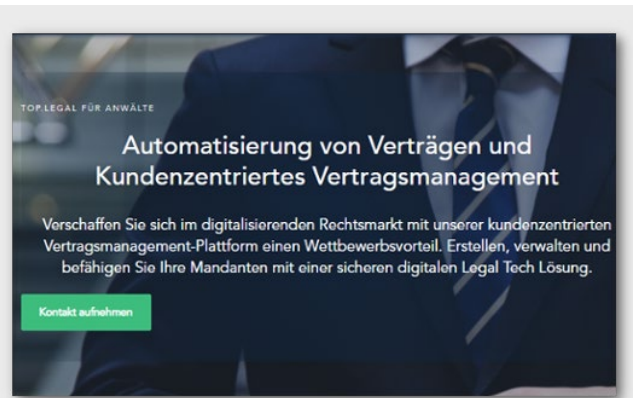 TOP.LEGAL FÜR ANWÄLTE
Automatisierung von Verträgen und
Kundenzentriertes Vertragsmanagement
Verschaffen Sie sich im digitalisierenden Rechtsmarkt mit unserer kundenzentrierten
Vertragsmanagement-Plattform einen Wettbewerbsvorteil. Erstellen, verwalten und
befähigen Sie Ihre Mandanten mit einer sicheren digitalen Legal Tech Lösung.
Kontakt aufnehmen